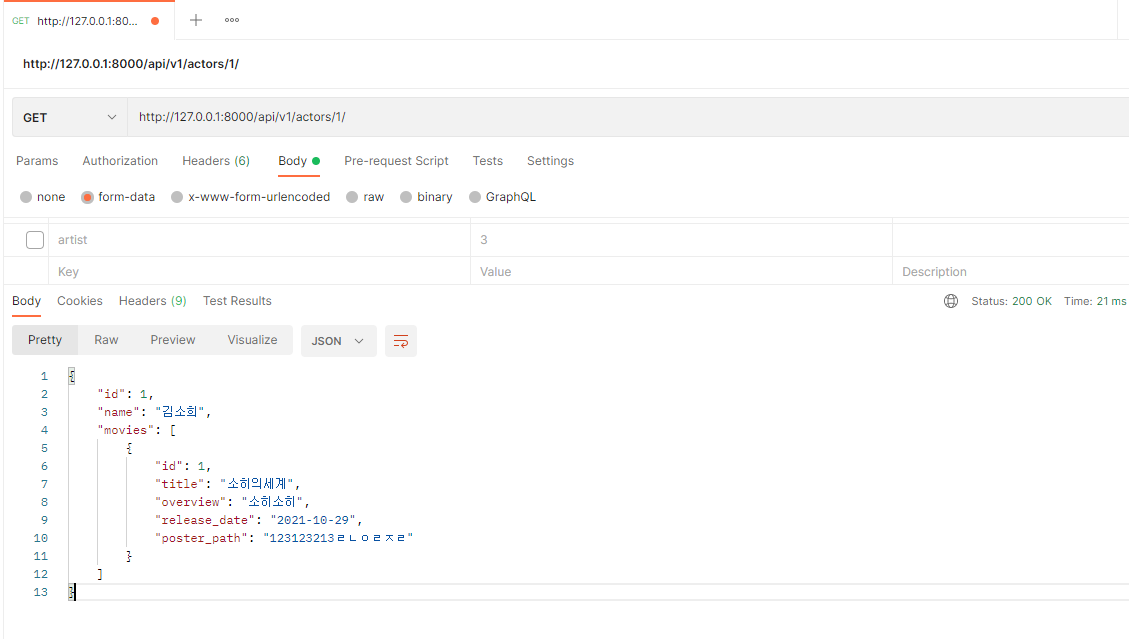 GET http://127.0.0.1:80...
http://127.0.0.1:8000/api/v1/actors/1/
GET http://127.0.0.1:8000/api/v1/actors/1/
Params Authorization Headers (6) Body Pre-request Script Tests Settings
none form-data x-www-form-urlencoded raw binary GraphQL
artist 3
Key Value Description
Body Cookies Headers (9) Test Results Status: 200 OK Time: 21 ms
Pretty Raw Preview Visualize JSON
1 {
2 "id": 1,
3 "name": "김소희",
4 "movies": [
5 {
6 "id": 1,
7 "title": "소히의세계",
8 "overview": "소히소히",
9 "release_date": "2021-10-29",
10 "poster_path": "123123213ㄹㄴㅇㄹㅈㄹ"
11 }
12 ]
13 }